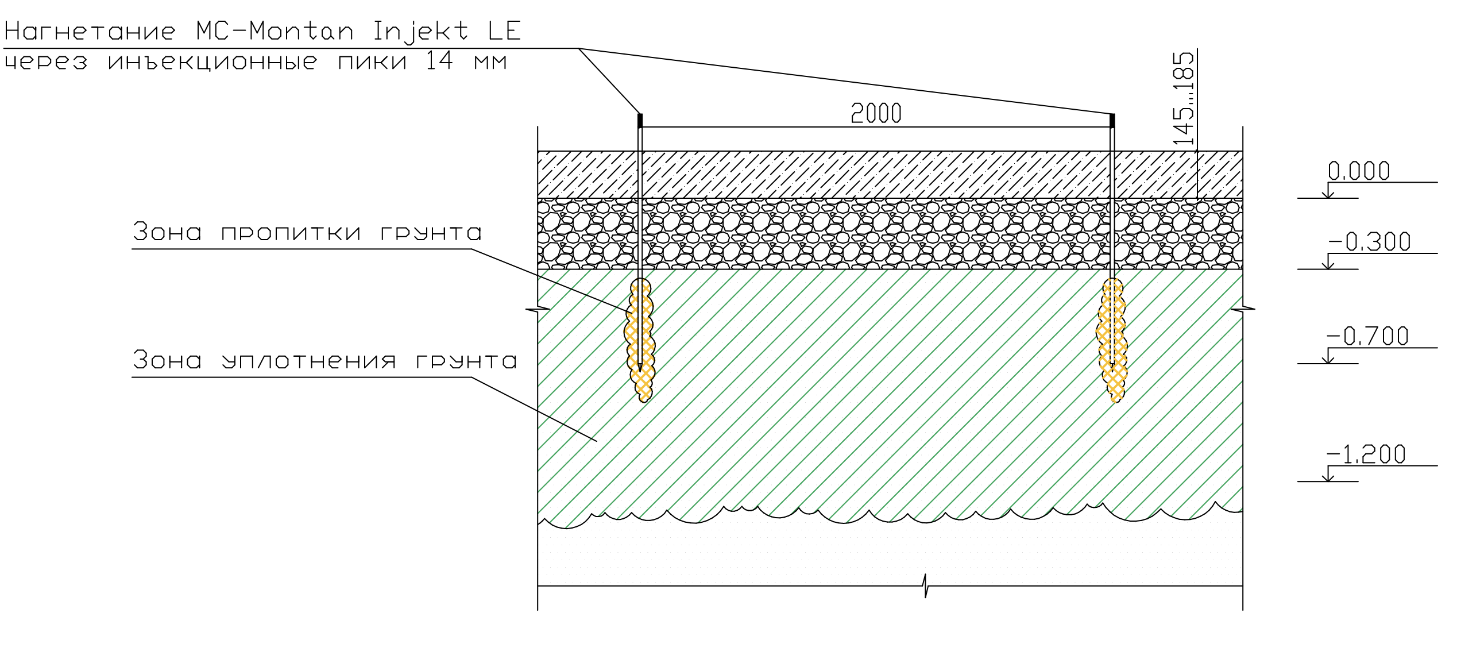 Нагнетание MC-Montan Injekt LE
через инъекционные пики 14 мм
2000
145...185
0.000
Зона пропитки грунта
-0.300
-0.700
Зона уплотнения грунта
-1.200